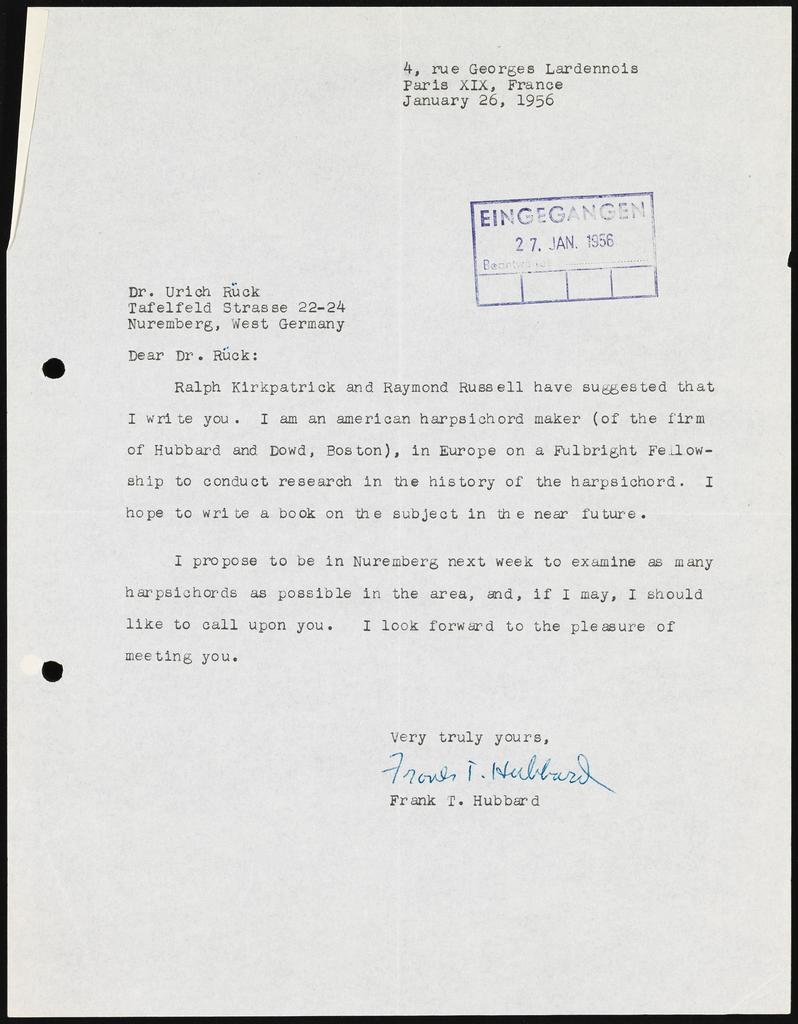 4, rue Georges Lardennois
Paris XIX, France
January 26, 1956
EINGEGANGEN
27. JAN. 1956
Dr. Urich Rück
Tafelfeld Strasse 22-24
Nuremberg, West Germany
Dear Dr. Rück:
Ralph Kirkpatrick and Raymond Russell have suggested that
I write you. I am an american harpsichord maker (of the firm
of Hubbard and Dowd, Boston), in Europe on a Fulbright Fellow-
ship to conduct research in the history of the harpsichord. I
hope to write a book on the subject in the near future.
I propose to be in Nuremberg next week to examine as many
harpsichords as possible in the area, and, if I may, I should
like to call upon you. I look forward to the pleasure of
meeting you.
Very truly yours,
Frank T. Hubbard
Frank T. Hubbard